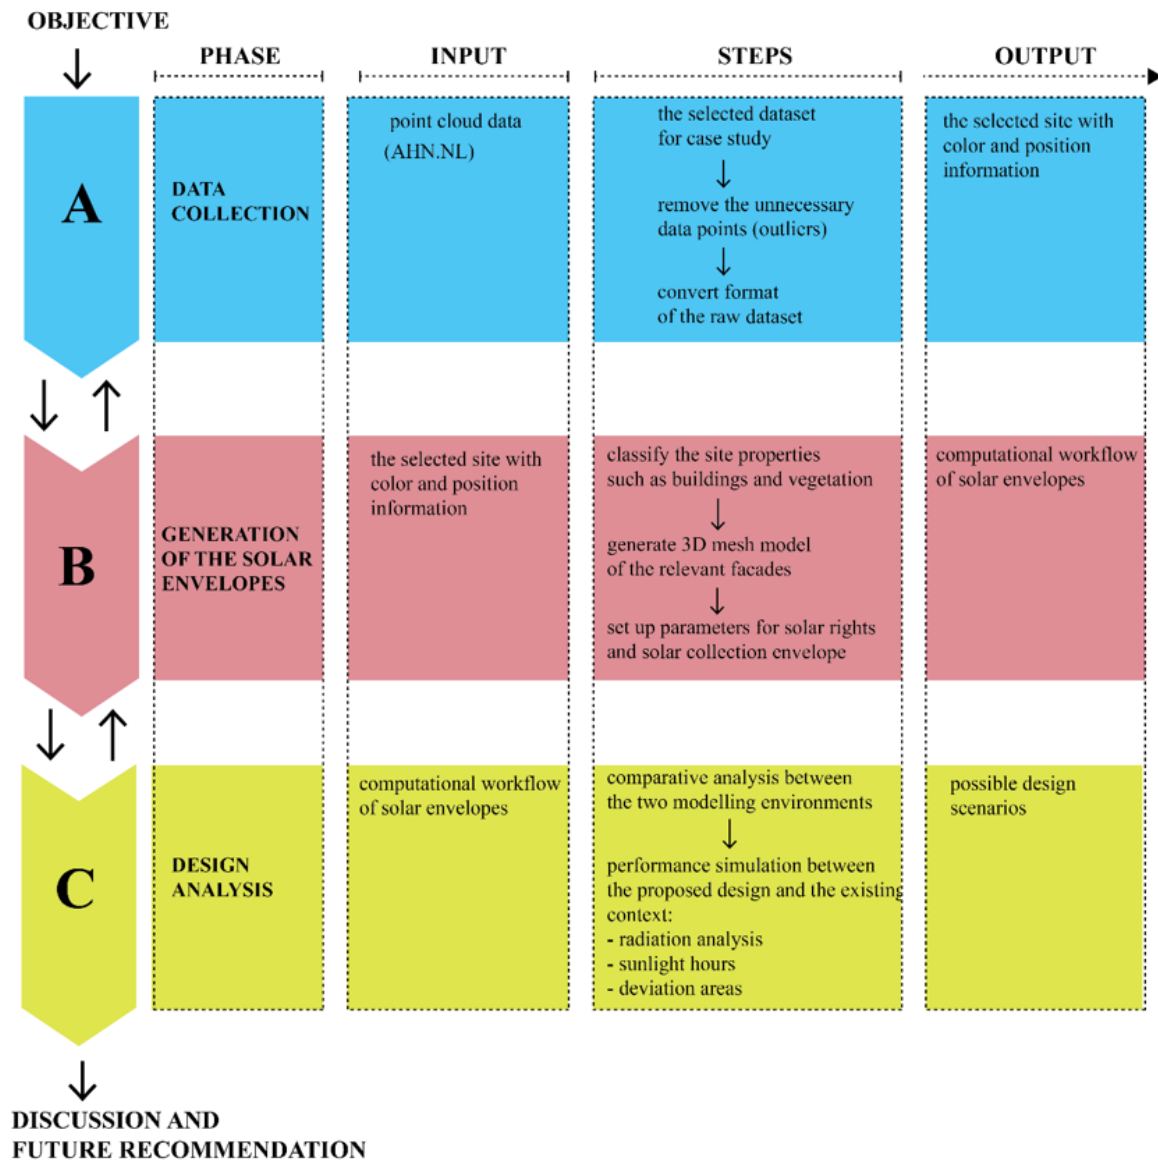 OBJECTIVE
PHASE
INPUT
STEPS
OUTPUT
A
DATA
COLLECTION
point cloud data
(AHN.NL)
the selected dataset
for case study
remove the unnecessary
data points (outliers)
convert format
of the raw dataset
the selected site with
color and position
information
B
GENERATION
OF THE SOLAR
ENVELOPES
the selected site with
color and position
information
classify the site properties
such as buildings and vegetation
generate 3D mesh model
of the relevant facades
set up parameters for solar rights
and solar collection envelope
computational workflow
of solar envelopes
C
DESIGN
ANALYSIS
computational workflow
of solar envelopes
comparative analysis between
the two modelling environments
performance simulation between
the proposed design and the existing
context:
- radiation analysis
- sunlight hours
- deviation areas
possible design
scenarios
DISCUSSION AND
FUTURE RECOMMENDATION